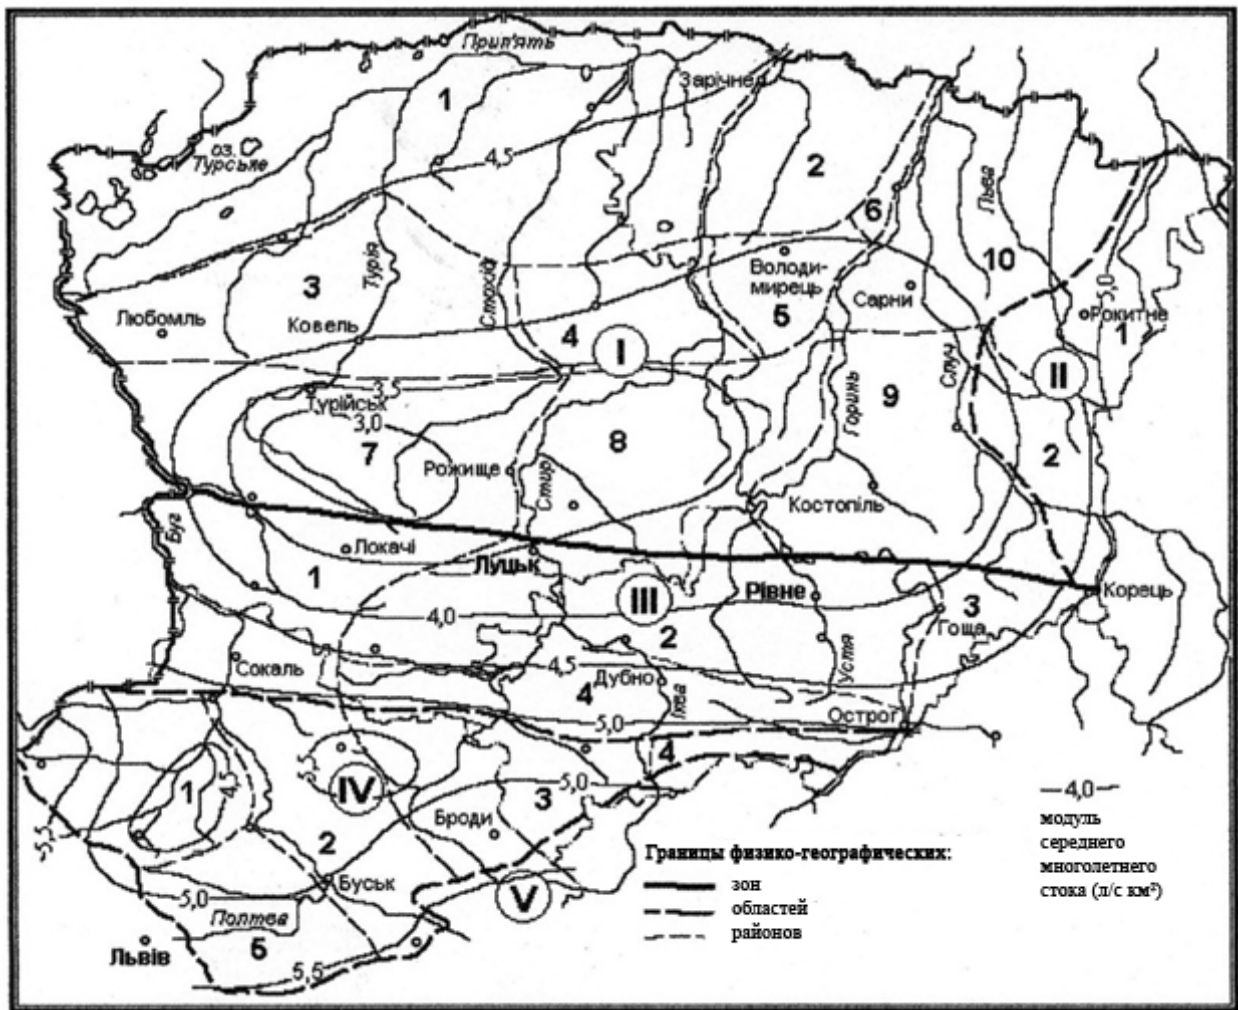 Прип'ять
Зарічне
1
оз.
Турське
4,5
2
6
Льва
10
5,0
Рокитне
1
3
Турія
Стохід
Володи-
мирець
5
Сарни
Любомль
Ковель
4
I
II
Случ
3,5
Турійськ
3,0
7
8
Горинь
9
2
Рожище
Стир
Костопіль
Буг
Локачі
Луцьк
1
III
Рівне
3
Корець
4,0
2
Гоща
Сокаль
4,5
Дубно
4
Іква
Устя
Острог
5,0
4
5,5
IV
1
4,5
5,0
3
Броди
2
5,5
Буськ
5,0
V
Полтва
Львів
5
5,5
Границы физико-географических:
зон
областей
районов
4,0
модуль
среднего
многолетнего
стока (л/с км²)